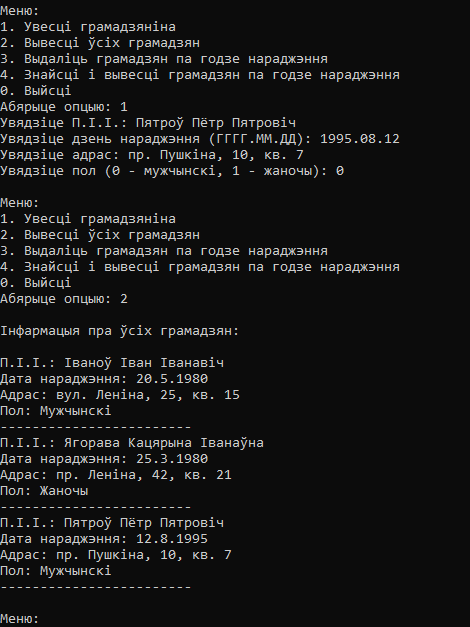 Меню:
1. Увесці грамадзяніна
2. Вывесці ўсіх грамадзян
3. Выдаліць грамадзян па годзе нараджэння
4. Знайсці і вывесці грамадзян па годзе нараджэння
0. Выйсці
Абярыце опцыю: 1
Увядзіце П.І.І.: Пятроў Пётр Пятровіч
Увядзіце дзень нараджэння (ГГГГ.ММ.ДД): 1995.08.12
Увядзіце адрас: пр. Пушкіна, 10, кв. 7
Увядзіце пол (0 - мужчынскі, 1 - жаночы): 0
Меню:
1. Увесці грамадзяніна
2. Вывесці ўсіх грамадзян
3. Выдаліць грамадзян па годзе нараджэння
4. Знайсці і вывесці грамадзян па годзе нараджэння
0. Выйсці
Абярыце опцыю: 2
Інфармацыя пра ўсіх грамадзян:
П.І.І.: Іваноў Іван Іванавіч
Дата нараджэння: 20.5.1980
Адрас: вул. Леніна, 25, кв. 15
Пол: Мужчынскі
------------------------
П.І.І.: Ягорава Кацярына Іванаўна
Дата нараджэння: 25.3.1980
Адрас: пр. Леніна, 42, кв. 21
Пол: Жаночы
------------------------
П.І.І.: Пятроў Пётр Пятровіч
Дата нараджэння: 12.8.1995
Адрас: пр. Пушкіна, 10, кв. 7
Пол: Мужчынскі
------------------------
Меню: